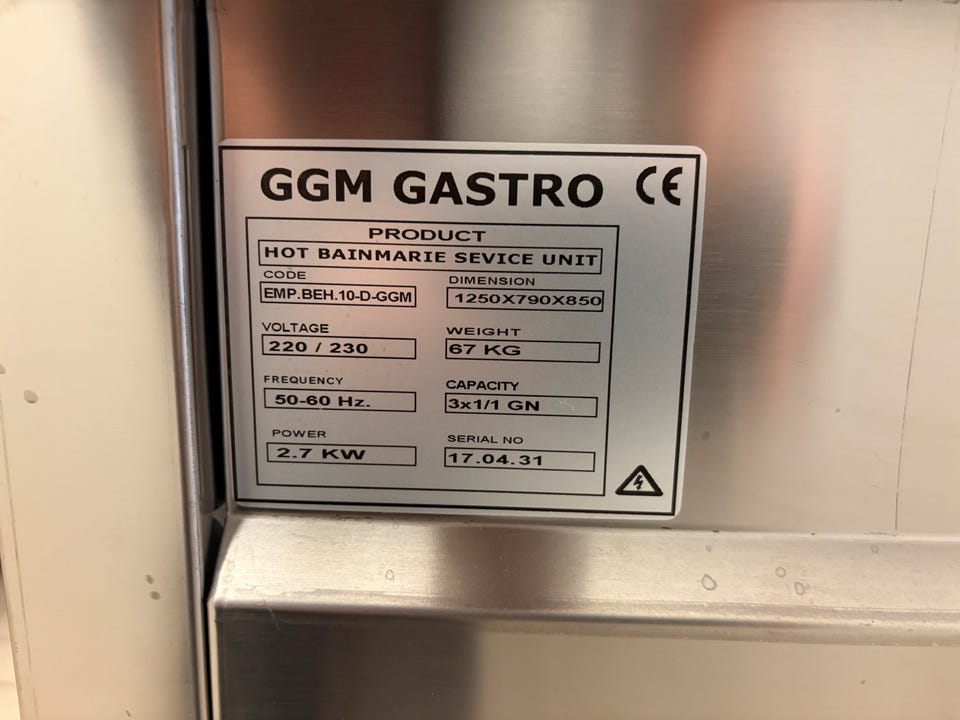 GGM GASTRO CE
PRODUCT
HOT BAINMARIE SEVICE UNIT
CODE
EMP.BEH.10-D-GGM
DIMENSION
1250X790X850
VOLTAGE
220 / 230
WEIGHT
67 KG
FREQUENCY
50-60 Hz.
CAPACITY
3x1/1 GN
POWER
2.7 KW
SERIAL NO
17.04.31